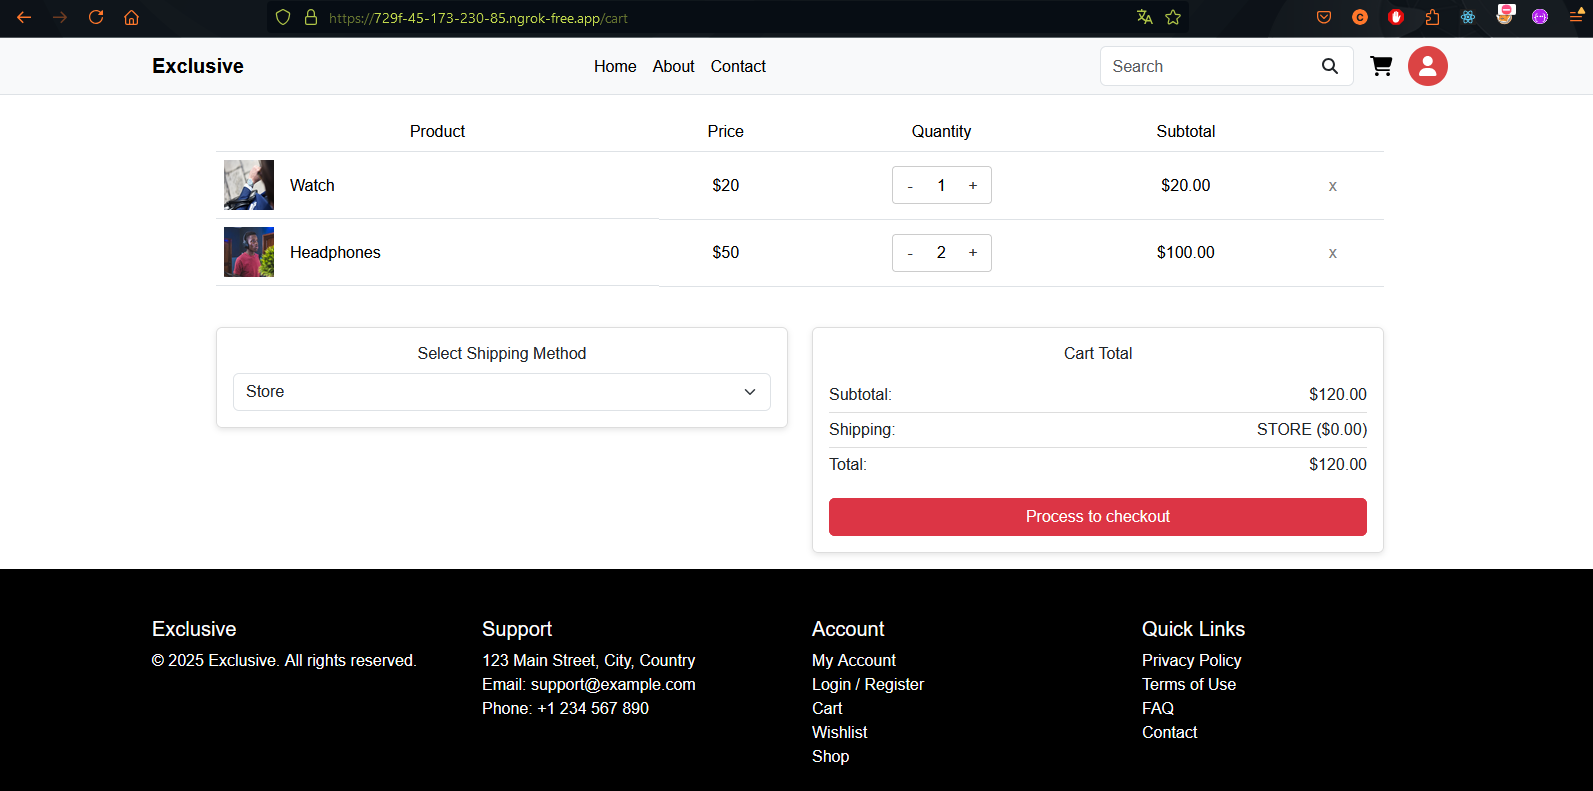 https://729f-45-173-230-85.ngrok-free.app/cart
Exclusive
Home About Contact
Search
Product Price Quantity Subtotal
Watch $20 - 1 + $20.00 x
Headphones $50 - 2 + $100.00 x
Select Shipping Method
Store
Cart Total
Subtotal: $120.00
Shipping: STORE ($0.00)
Total: $120.00
Process to checkout
Exclusive
© 2025 Exclusive. All rights reserved.
Support
123 Main Street, City, Country
Email: support@example.com
Phone: +1 234 567 890
Account
My Account
Login / Register
Cart
Wishlist
Shop
Quick Links
Privacy Policy
Terms of Use
FAQ
Contact